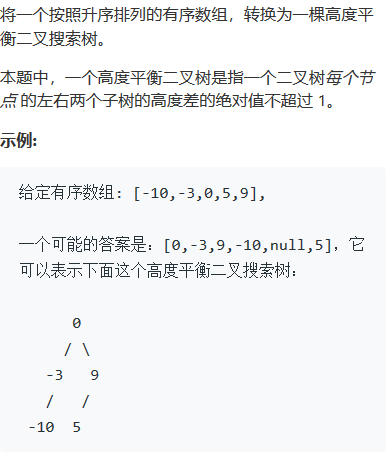 将一个按照升序排列的有序数组，转换为一棵高度平
衡二叉搜索树。
本题中，一个高度平衡二叉树是指一个二叉树每个节
点 的左右两个子树的高度差的绝对值不超过 1。
示例:
给定有序数组: [-10,-3,0,5,9],
一个可能的答案是：[0,-3,9,-10,null,5]，它
可以表示下面这个高度平衡二叉搜索树：
0
/ \
-3 9
/ /
-10 5